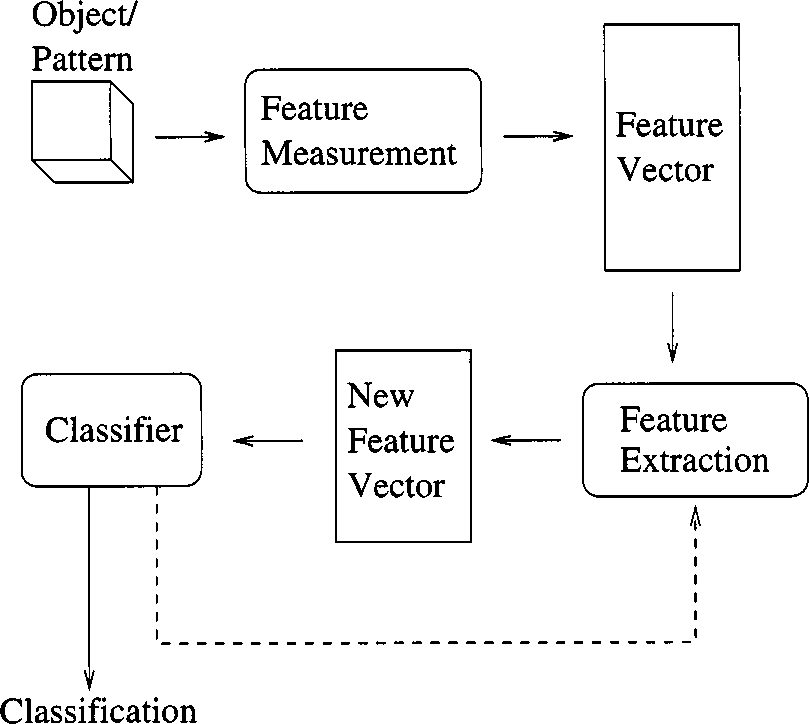 Object/
Pattern
Feature
Measurement
Feature
Vector
Feature
Extraction
New
Feature
Vector
Classifier
Classification